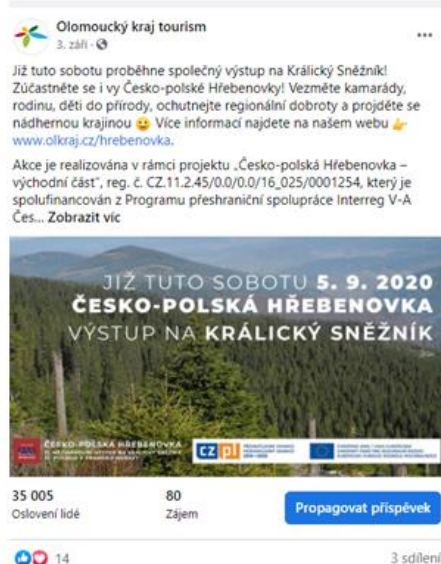 Olomoucký kraj tourism
3. září ·
Již tuto sobotu proběhne společný výstup na Králický Sněžník!
Zúčastněte se i vy Česko-polské Hřebenovky! Vezměte kamarády,
rodinu, děti do přírody, ochutnejte regionální dobroty a projděte se
nádhernou krajinou 😀 Více informací najdete na našem webu 👉
www.olkraj.cz/hrebenovka.
Akce je realizována v rámci projektu „Česko-polská Hřebenovka –
východní část", reg. č. CZ.11.2.45/0.0/0.0/16_025/0001254, který je
spolufinancován z Programu přeshraniční spolupráce Interreg V-A
Čes... Zobrazit víc
JIŽ TUTO SOBOTU 5. 9. 2020
ČESKO-POLSKÁ HŘEBENOVKA
VÝSTUP NA KRÁLICKÝ SNĚŽNÍK
ČESKO-POLSKÁ HŘEBENOVKA
CZ pl
35 005
Oslovení lidé
80
Zájem
Propagovat příspěvek
14
3 sdílení